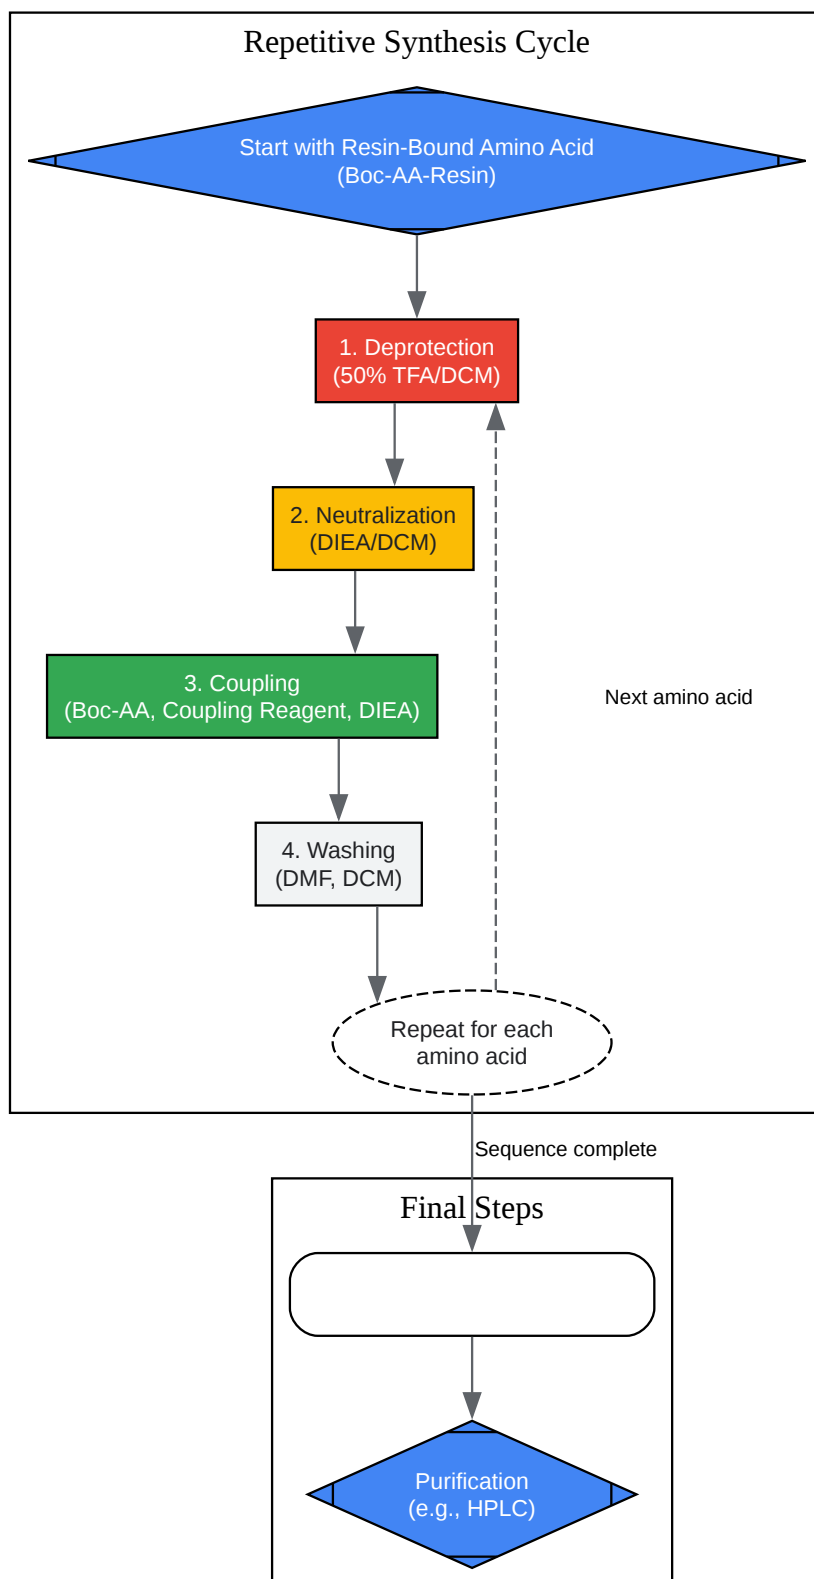 Repetitive Synthesis Cycle
Start with Resin-Bound Amino Acid
(Boc-AA-Resin)
1. Deprotection
(50% TFA/DCM)
2. Neutralization
(DIEA/DCM)
3. Coupling
(Boc-AA, Coupling Reagent, DIEA)
Next amino acid
4. Washing
(DMF, DCM)
Repeat for each
amino acid
Sequence complete
Final Steps
Purification
(e.g., HPLC)